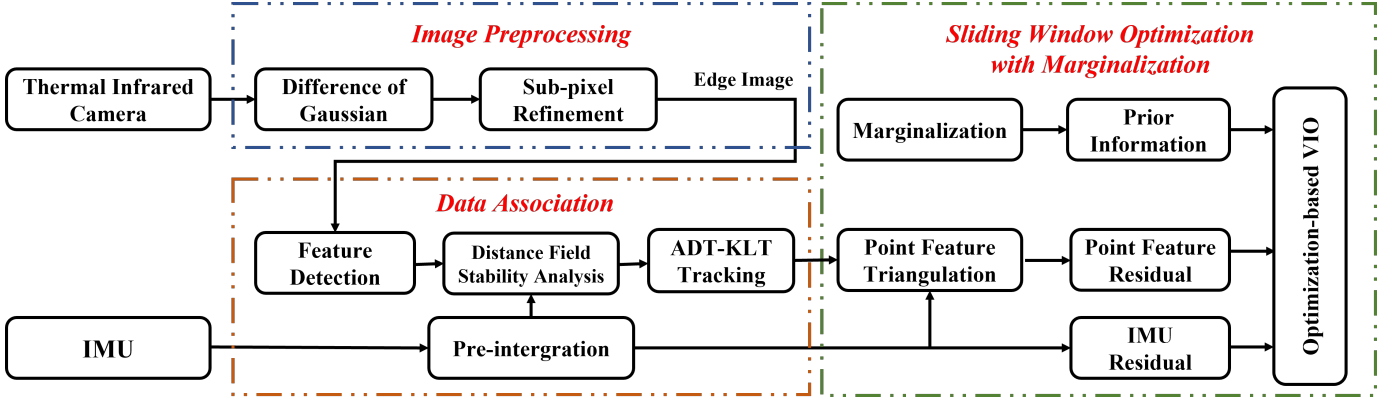 Image Preprocessing
Thermal Infrared
Camera
Difference of
Gaussian
Sub-pixel
Refinement
Edge Image
Data Association
Feature
Detection
Distance Field
Stability Analysis
ADT-KLT
Tracking
IMU
Pre-intergration
Sliding Window Optimization
with Marginalization
Marginalization
Prior
Information
Point Feature
Triangulation
Point Feature
Residual
IMU
Residual
Optimization-based VIO